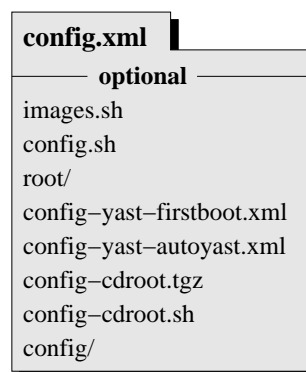 config.xml
optional
images.sh
config.sh
root/
config−yast−firstboot.xml
config−yast−autoyast.xml
config−cdroot.tgz
config−cdroot.sh
config/